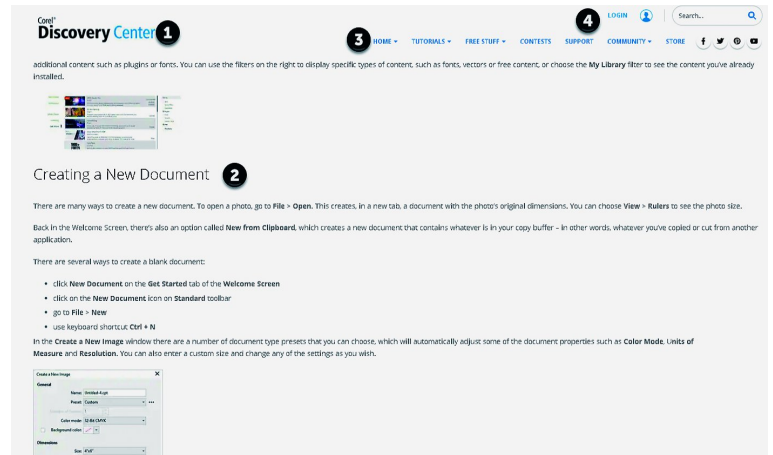 Corel®
Discovery Center
1
4
LOGIN
Search...
3
HOME TUTORIALS FREE STUFF CONTESTS SUPPORT COMMUNITY STORE
additional content such as plugins or fonts. You can use the filters on the right to display specific types of content, such as fonts, vectors or free content, or choose the My Library filter to see the content you've already
installed.
Creating a New Document
2
There are many ways to create a new document. To open a photo, go to File > Open. This creates, in a new tab, a document with the photo's original dimensions. You can choose View > Rulers to see the photo size.
Back in the Welcome Screen, there's also an option called New from Clipboard, which creates a new document that contains whatever is in your copy buffer – in other words, whatever you've copied or cut from another
application.
There are several ways to create a blank document:
• click New Document on the Get Started tab of the Welcome Screen
• click on the New Document icon on Standard toolbar
• go to File > New
• use keyboard shortcut Ctrl + N
In the Create a New Image window there are a number of document type presets that you can choose, which will automatically adjust some of the document properties such as Color Mode, Units of
Measure and Resolution. You can also enter a custom size and change any of the settings as you wish.
Create a New Image
General
Name: Untitled-4.cpt
Preset: Custom
Color mode: 32-Bit CMYK
Background color:
Dimensions
Size: